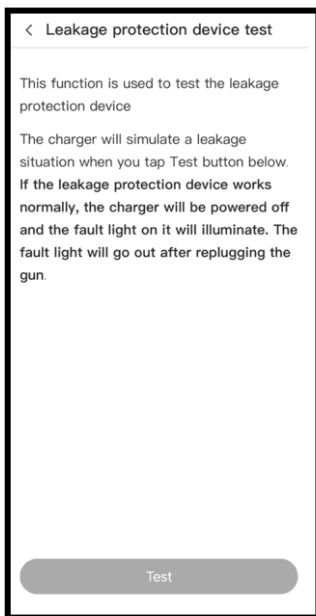 < Leakage protection device test
This function is used to test the leakage
protection device
The charger will simulate a leakage
situation when you tap Test button below.
If the leakage protection device works
normally, the charger will be powered off
and the fault light on it will illuminate. The
fault light will go out after replugging the
gun.
Test